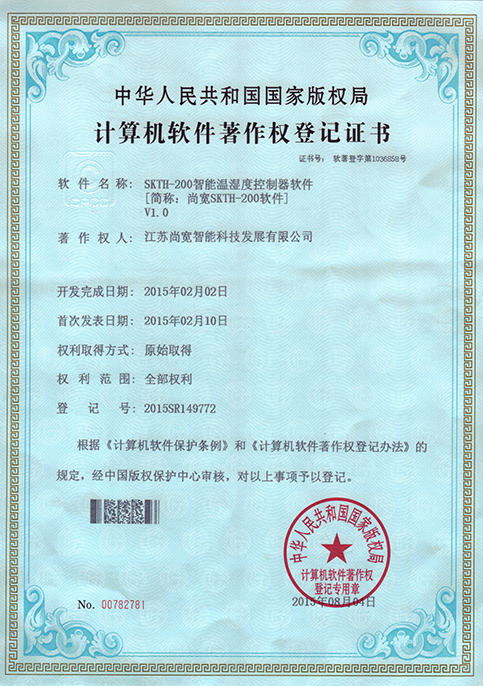 中华人民共和国国家版权局
计算机软件著作权登记证书
证书号： 软著登字第1036858号
软件名称： SKTH-200智能温湿度控制器软件
[简称：尚宽SKTH-200软件]
V1.0
著作权人： 江苏尚宽智能科技发展有限公司
开发完成日期： 2015年02月02日
首次发表日期： 2015年02月10日
权利取得方式： 原始取得
权利范围： 全部权利
登记号： 2015SR149772
根据《计算机软件保护条例》和《计算机软件著作权登记办法》的
规定，经中国版权保护中心审核，对以上事项予以登记。
中华人民共和国国家版权局
计算机软件著作权
登记专用章
2015年08月04日
No. 00782781